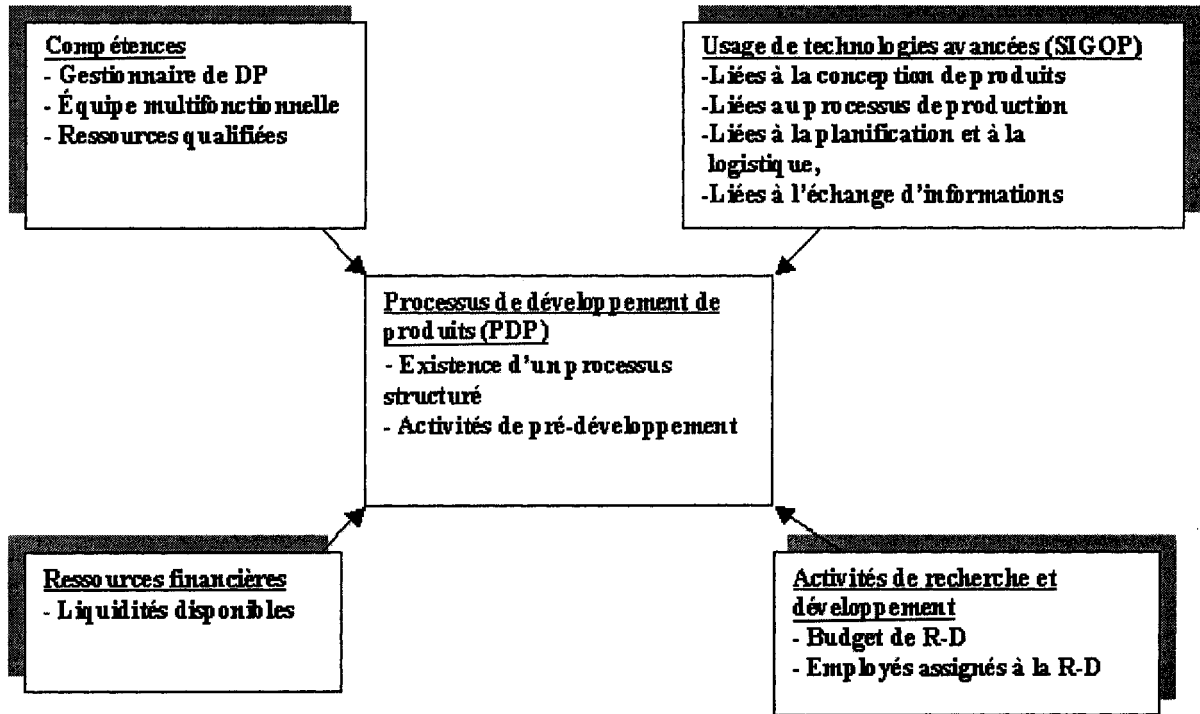 Compétences
- Gestionnaire de DP
- Équipe multifonctionnelle
- Ressources qualifiées
Usage de technologies avancées (SIGOP)
-Liées à la conception de produits
-Liées au processus de production
-Liées à la planification et à la
logistique,
-Liées à l'échange d'informations
Processus de développement de
produits (PDP)
- Existence d'un processus
structuré
- Activités de pré-développement
Ressources financières
- Liquidités disponibles
Activités de recherche et
développement
- Budget de R-D
- Employés assignés à la R-D